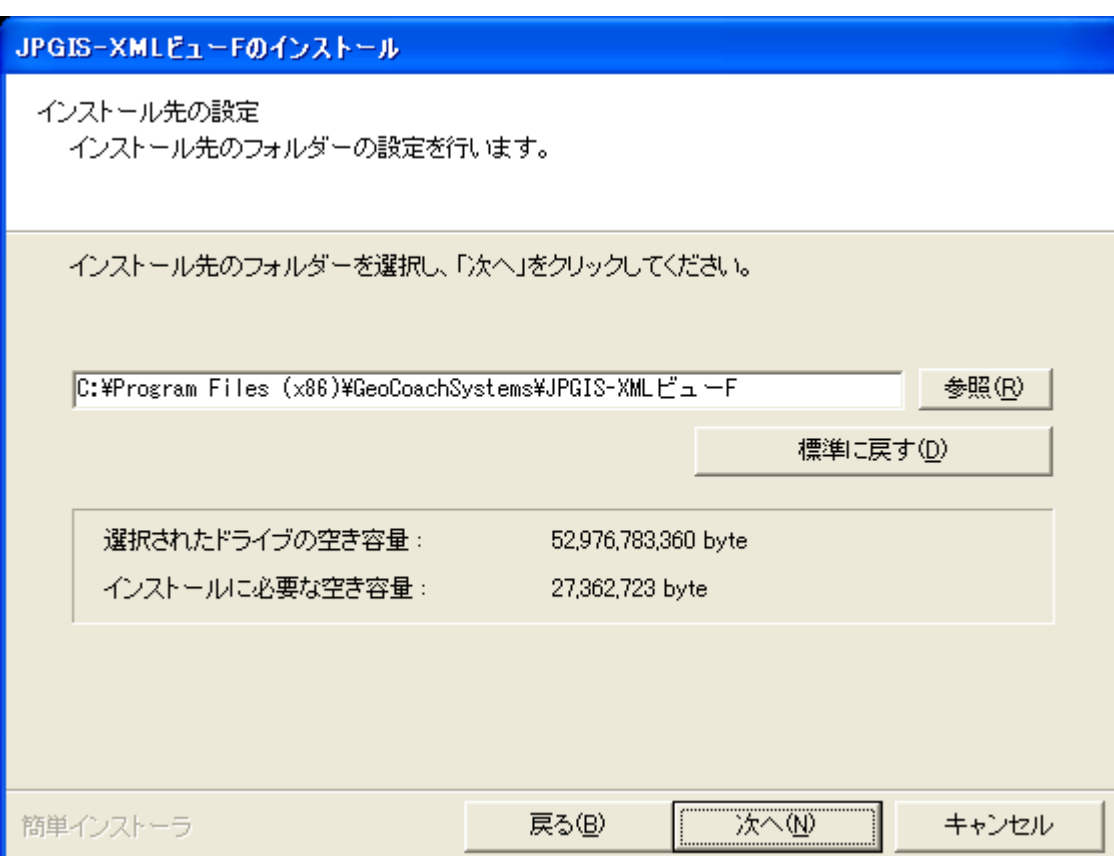 JPGIS-XMLビューFのインストール
インストール先の設定
インストール先のフォルダーの設定を行います。
インストール先のフォルダーを選択し、「次へ」をクリックしてください。
C:¥Program Files (x86)¥GeoCoachSystems¥JPGIS-XMLビューF
参照(R)
標準に戻す(D)
選択されたドライブの空き容量： 52,976,783,360 byte
インストールに必要な空き容量： 27,362,723 byte
簡単インストーラ 戻る(B) 次へ(N) キャンセル